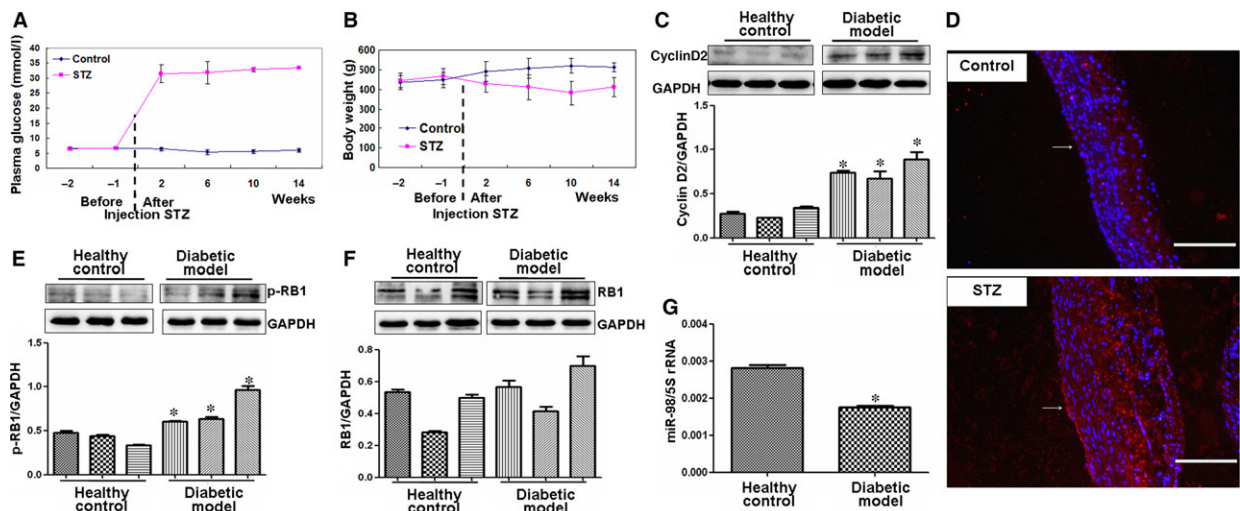 A
Plasma glucose (mmol/l)
40
35
30
25
20
15
10
5
0
Control
STZ
−2 −1 2 6 10 14
Before After Weeks
Injection STZ
B
Body weight (g)
600
500
400
300
200
100
0
Control
STZ
−2 −1 2 6 10 14
Before After Weeks
Injection STZ
C
Healthy control
Diabetic model
CyclinD2
GAPDH
Cyclin D2/GAPDH
1.5
1.0
0.5
0.0
* * *
Healthy control
Diabetic model
D
Control
STZ
E
Healthy control
Diabetic model
p-RB1
GAPDH
p-RB1/GAPDH
1.5
1.0
0.5
0.0
* * *
Healthy control
Diabetic model
F
Healthy control
Diabetic model
RB1
GAPDH
RB1/GAPDH
0.8
0.6
0.4
0.2
0.0
Healthy control
Diabetic model
G
miR-98/5S rRNA
0.004
0.003
0.002
0.001
0.000
*
Healthy control
Diabetic model